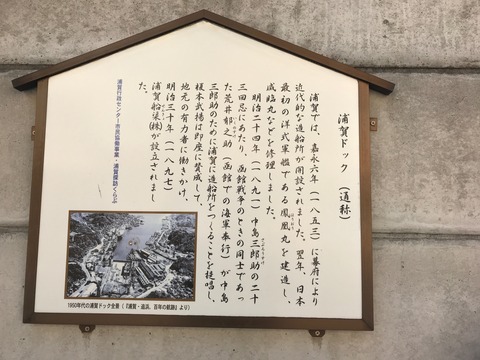 浦賀ドック（通称）
浦賀では、嘉永六年（一八五三）に幕府により
近代的な造船所が開設されました。翌年、日本
最初の洋式軍艦である鳳凰丸を建造し、
咸臨丸などを修理しました。
明治二十四年（一八九一）中島三郎助の二十
三回忌にあたり、函館戦争のときの同士であっ
た荒井郁之助（函館での海軍奉行）が中島
三郎助のために浦賀に造船所をつくることを提唱し、
榎本武揚は即座に賛成して、
地元の有力者に働きかけ、
明治三十年（一八九七）
浦賀船渠㈱が設立されまし
た。
浦賀行政センター市民協働事業・浦賀探訪くらぶ
1950年代の浦賀ドック全景（『浦賀・追浜、百年の航跡』より）